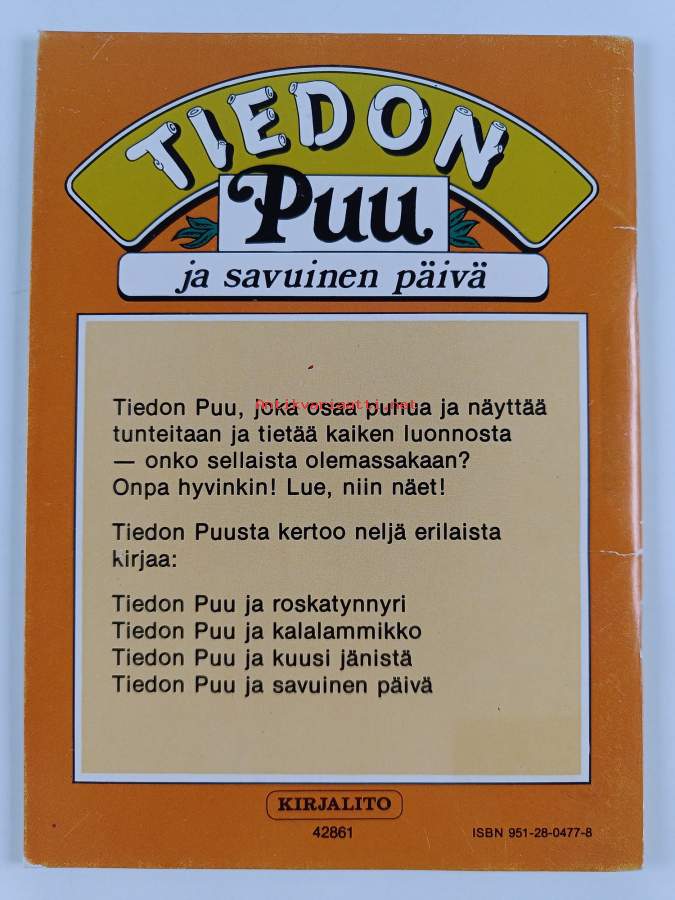 TIEDON
Puu
ja savuinen päivä
Antikvariaatti.net
Tiedon Puu, joka osaa puhua ja näyttää
tunteitaan ja tietää kaiken luonnosta
— onko sellaista olemassakaan?
Onpa hyvinkin! Lue, niin näet!
Tiedon Puusta kertoo neljä erilaista
kirjaa:
Tiedon Puu ja roskatynnyri
Tiedon Puu ja kalalammikko
Tiedon Puu ja kuusi jänistä
Tiedon Puu ja savuinen päivä
KIRJALITO
42861
ISBN 951-28-0477-8